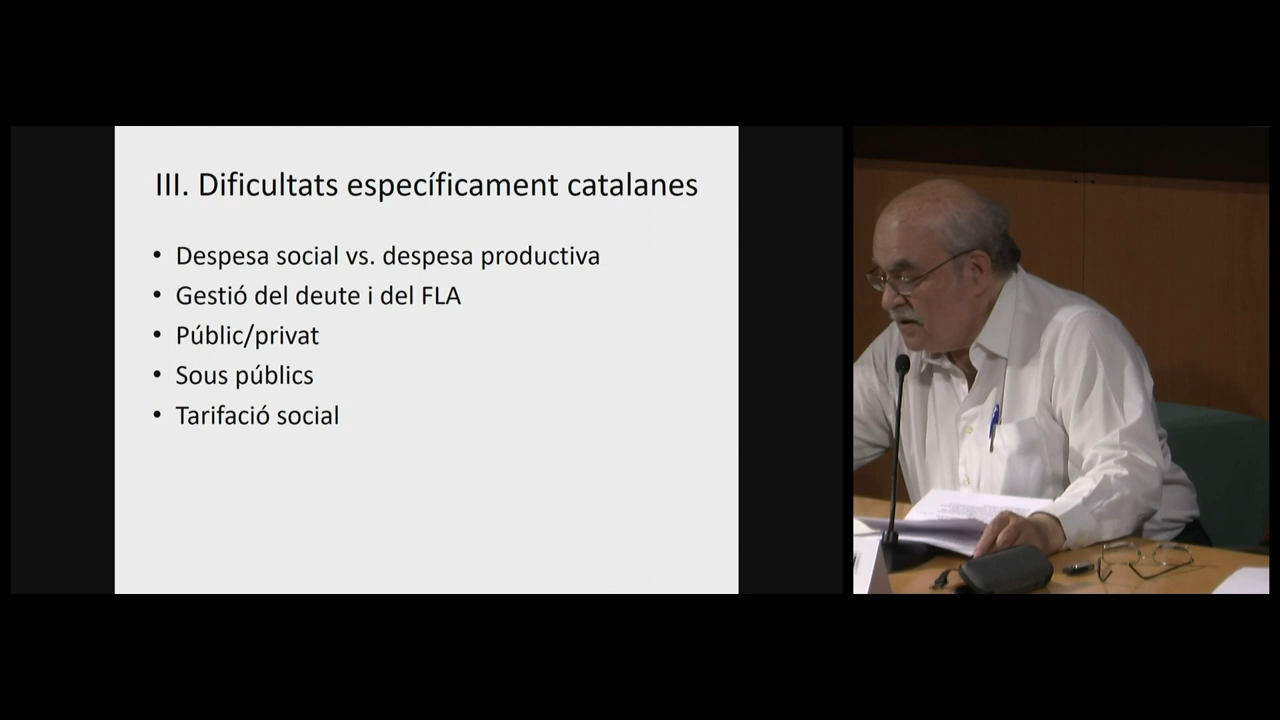 III. Dificultats específicament catalanes
• Despesa social vs. despesa productiva
• Gestió del deute i del FLA
• Públic/privat
• Sous públics
• Tarifació social